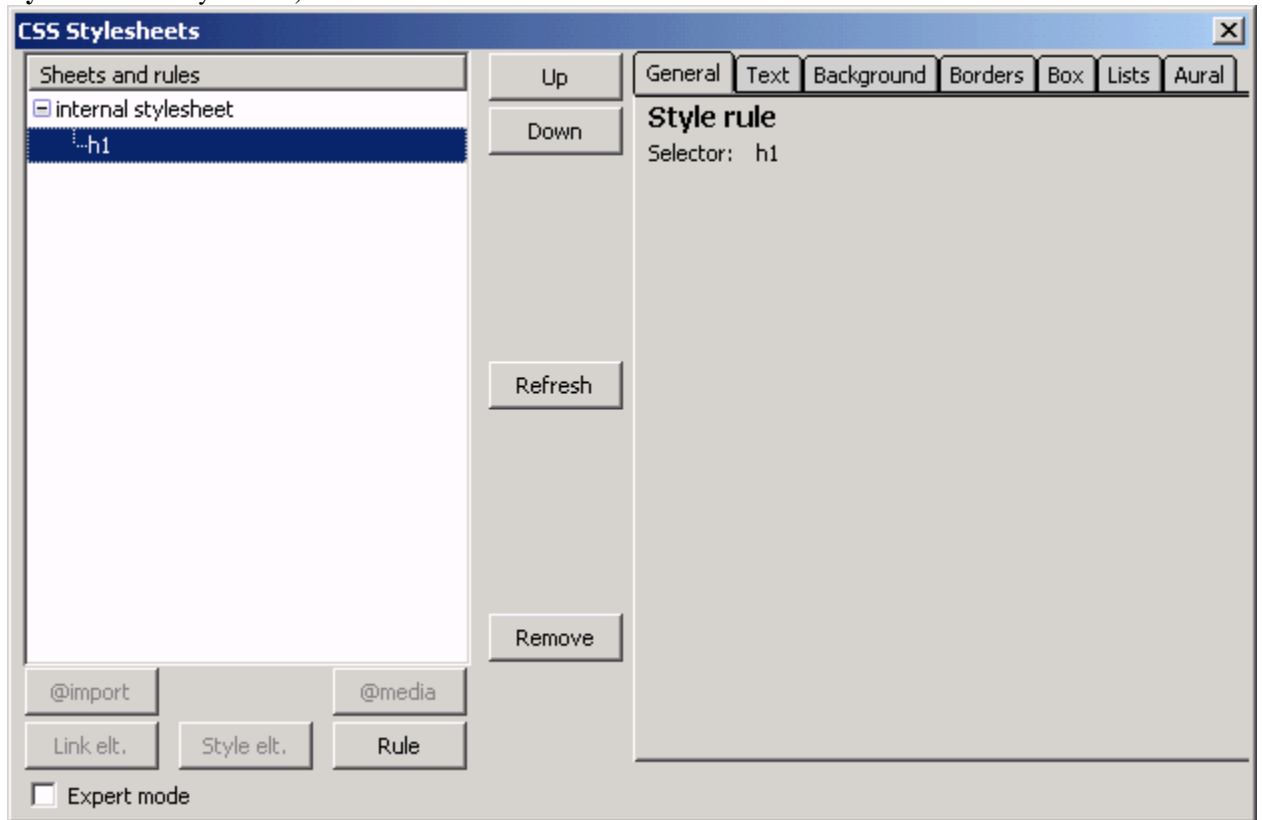 CSS Stylesheets
Sheets and rules
internal stylesheet
h1
Up
Down
Refresh
Remove
General Text Background Borders Box Lists Aural
Style rule
Selector: h1
@import @media
Link elt. Style elt. Rule
Expert mode